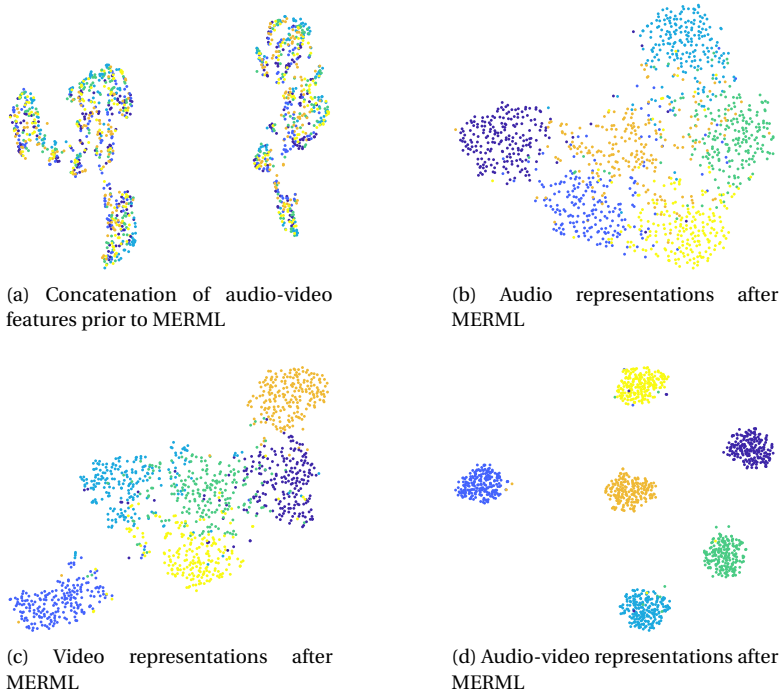 (a) Concatenation of audio-video
features prior to MERML
(b) Audio representations after
MERML
(c) Video representations after
MERML
(d) Audio-video representations after
MERML